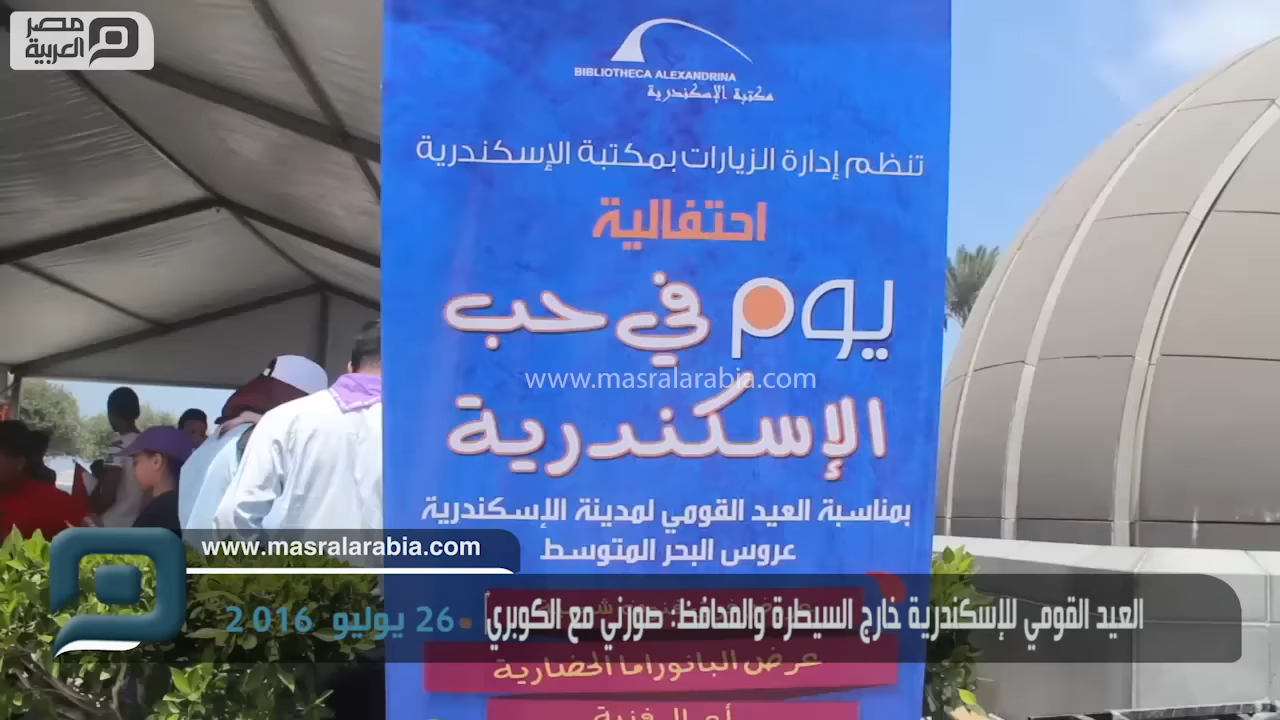 مصر
العربية
BIBLIOTHECA ALEXANDRINA
مكتبة الإسكندرية
تنظم إدارة الزيارات بمكتبة الإسكندرية
احتفالية
يوم في حب
www.masralarabia.com
الإسكندرية
بمناسبة العيد القومي لمدينة الإسكندرية
عروس البحر المتوسط
www.masralarabia.com
العيد القومي للإسكندرية خارج السيطرة والمحافظ: صورني مع الكوبري
26 يوليو 2016
عرض البانوراما الحضارية